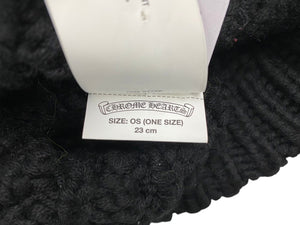 CHROME HEARTS
SIZE: OS (ONE SIZE)
23 cm